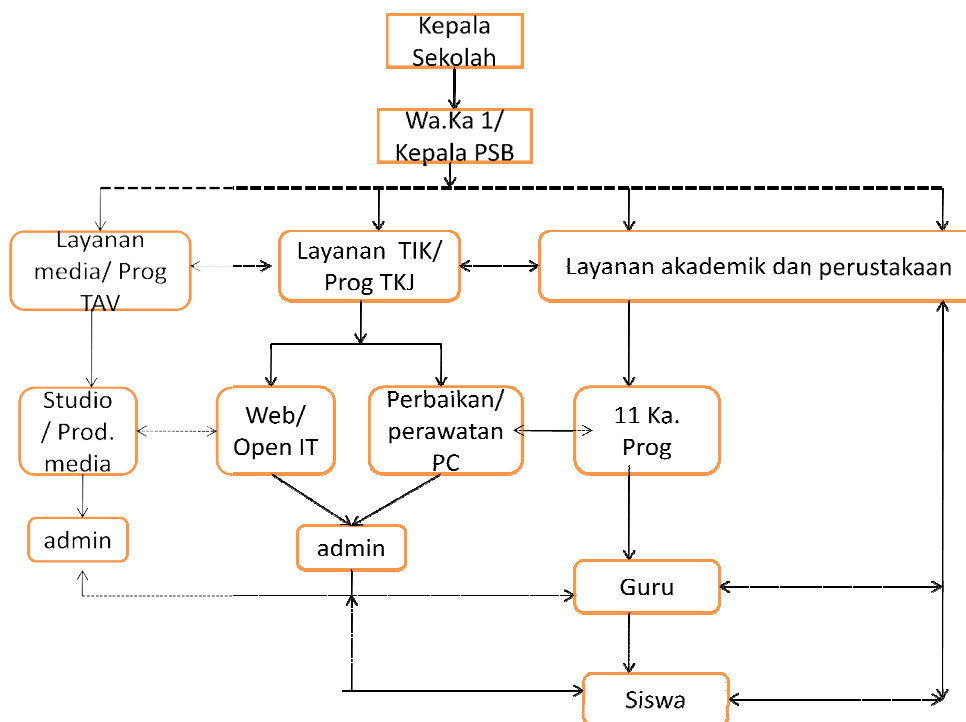 Kepala
Sekolah
Wa.Ka 1/
Kepala PSB
Layanan
media/ Prog
TAV
Layanan TIK/
Prog TKJ
Layanan akademik dan perustakaan
Studio
/ Prod.
media
Web/
Open IT
Perbaikan/
perawatan
PC
11 Ka.
Prog
admin
admin
Guru
Siswa